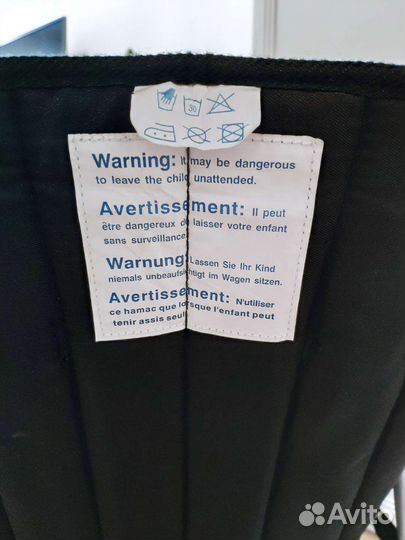 30
Warning: It may be dangerous
to leave the child unattended.
Avertissement: Il peut
être dangereux de laisser votre enfant
sans surveillance
Warnung: Lassen Sie Ihr Kind
niemals unbeaufsichtigt im Wagen sitzen.
Avertissement: N'utiliser
ce hamac que lorsque l'enfant peut
tenir assis seul
Avito